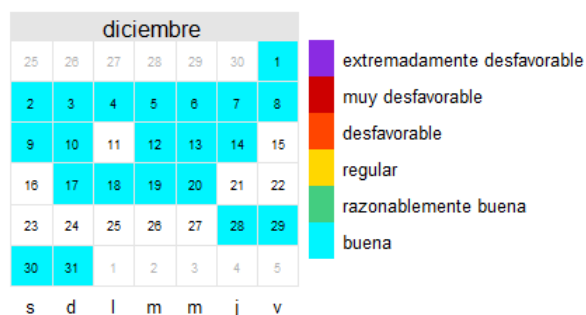 diciembre
25 26 27 28 29 30 1
2 3 4 5 6 7 8
9 10 11 12 13 14 15
16 17 18 19 20 21 22
23 24 25 26 27 28 29
30 31 1 2 3 4 5
s d l m m j v
extremadamente desfavorable
muy desfavorable
desfavorable
regular
razonablemente buena
buena